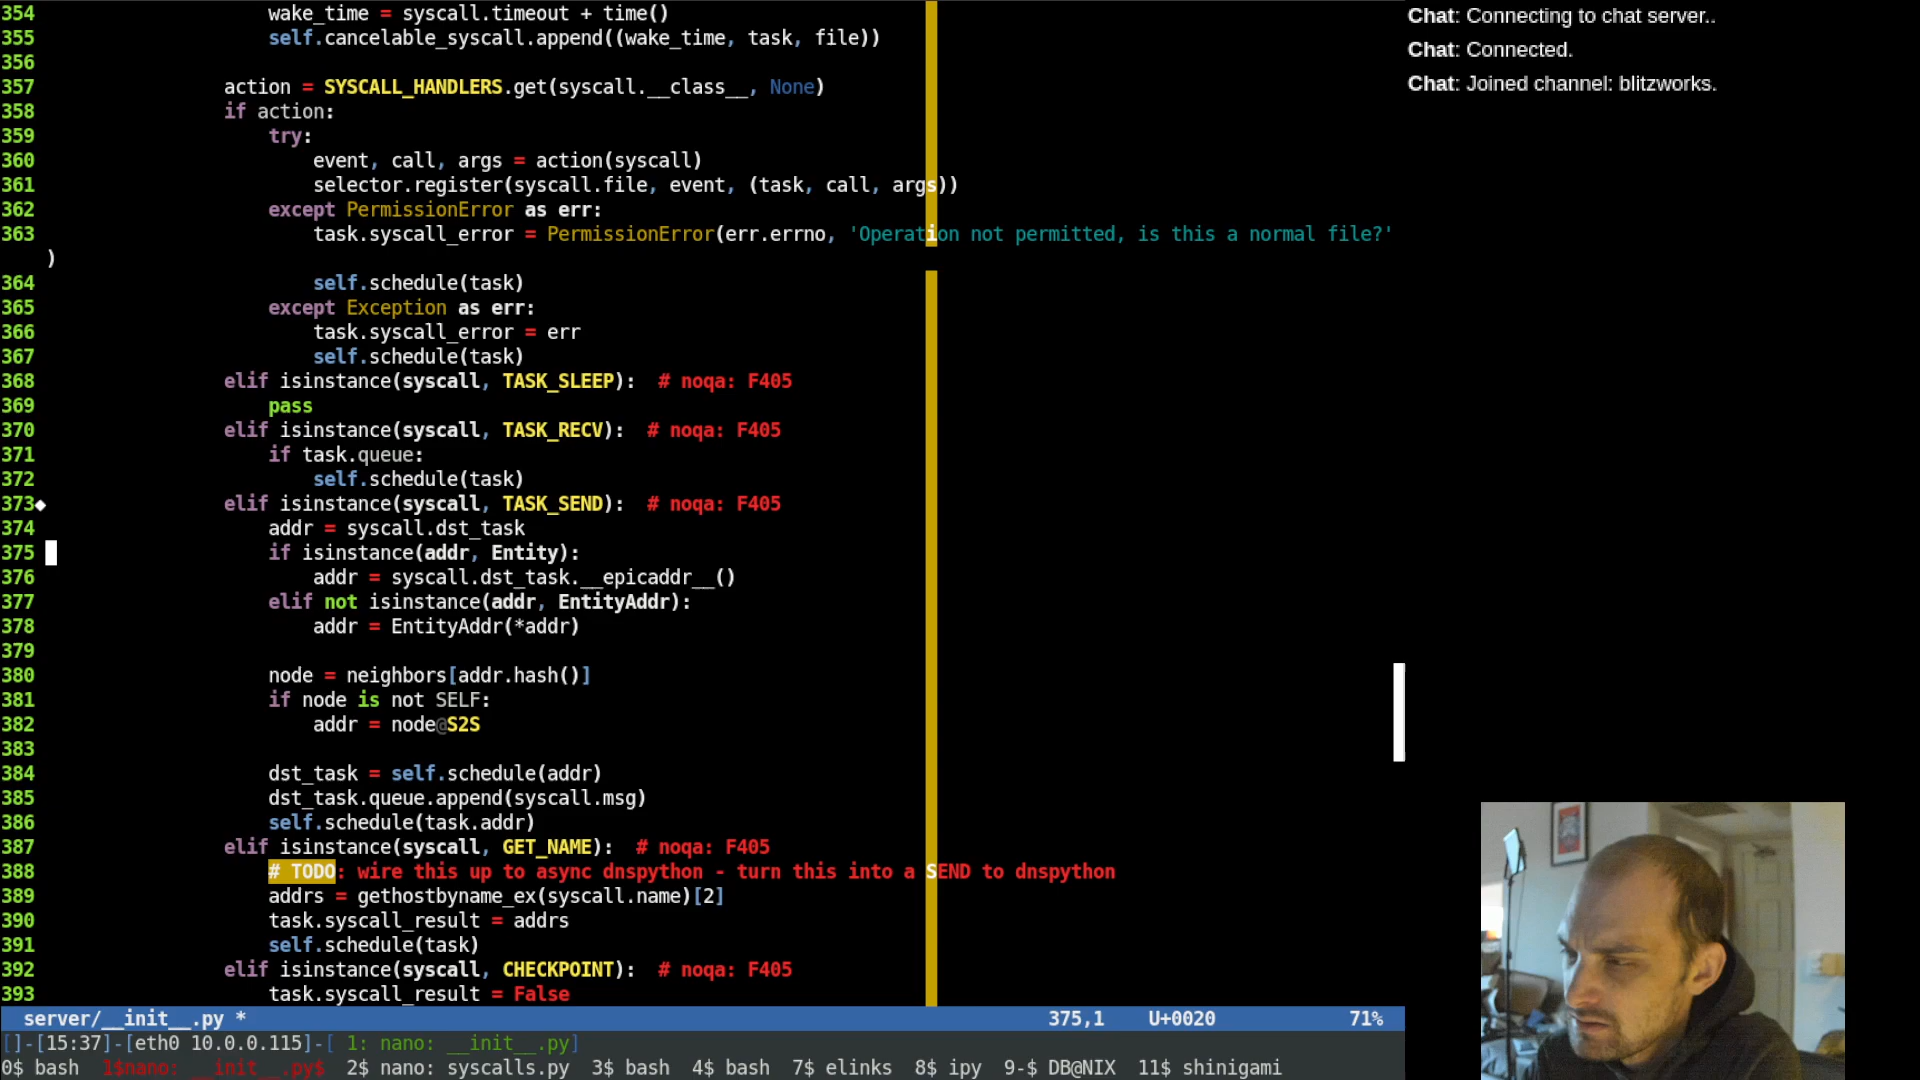 354                     wake_time = syscall.timeout + time()
355                     self.cancelable_syscall.append((wake_time, task, file))
356
357                 action = SYSCALL_HANDLERS.get(syscall.__class__, None)
358                 if action:
359                     try:
360                         event, call, args = action(syscall)
361                         selector.register(syscall.file, event, (task, call, args))
362                     except PermissionError as err:
363                         task.syscall_error = PermissionError(err.errno, 'Operation not permitted, is this a normal file?'
)
364                         self.schedule(task)
365                     except Exception as err:
366                         task.syscall_error = err
367                         self.schedule(task)
368                 elif isinstance(syscall, TASK_SLEEP):  # noqa: F405
369                     pass
370                 elif isinstance(syscall, TASK_RECV):  # noqa: F405
371                     if task.queue:
372                         self.schedule(task)
373◆                elif isinstance(syscall, TASK_SEND):  # noqa: F405
374                     addr = syscall.dst_task
375                     if isinstance(addr, Entity):
376                         addr = syscall.dst_task.__epicaddr__()
377                     elif not isinstance(addr, EntityAddr):
378                         addr = EntityAddr(*addr)
379
380                     node = neighbors[addr.hash()]
381                     if node is not SELF:
382                         addr = node@S2S
383
384                     dst_task = self.schedule(addr)
385                     dst_task.queue.append(syscall.msg)
386                     self.schedule(task.addr)
387                 elif isinstance(syscall, GET_NAME):  # noqa: F405
388                     # TODO: wire this up to async dnspython - turn this into a SEND to dnspython
389                     addrs = gethostbyname_ex(syscall.name)[2]
390                     task.syscall_result = addrs
391                     self.schedule(task)
392                 elif isinstance(syscall, CHECKPOINT):  # noqa: F405
393                     task.syscall_result = False
server/__init__.py * 375,1 U+0020 71%
[]-[15:37]-[eth0 10.0.0.115]-[ 1: nano: __init__.py]
0$ bash  1$nano: __init__.py$  2$ nano: syscalls.py  3$ bash  4$ bash  7$ elinks  8$ ipy  9-$ DB@NIX  11$ shinigami
Chat: Connecting to chat server..
Chat: Connected.
Chat: Joined channel: blitzworks.